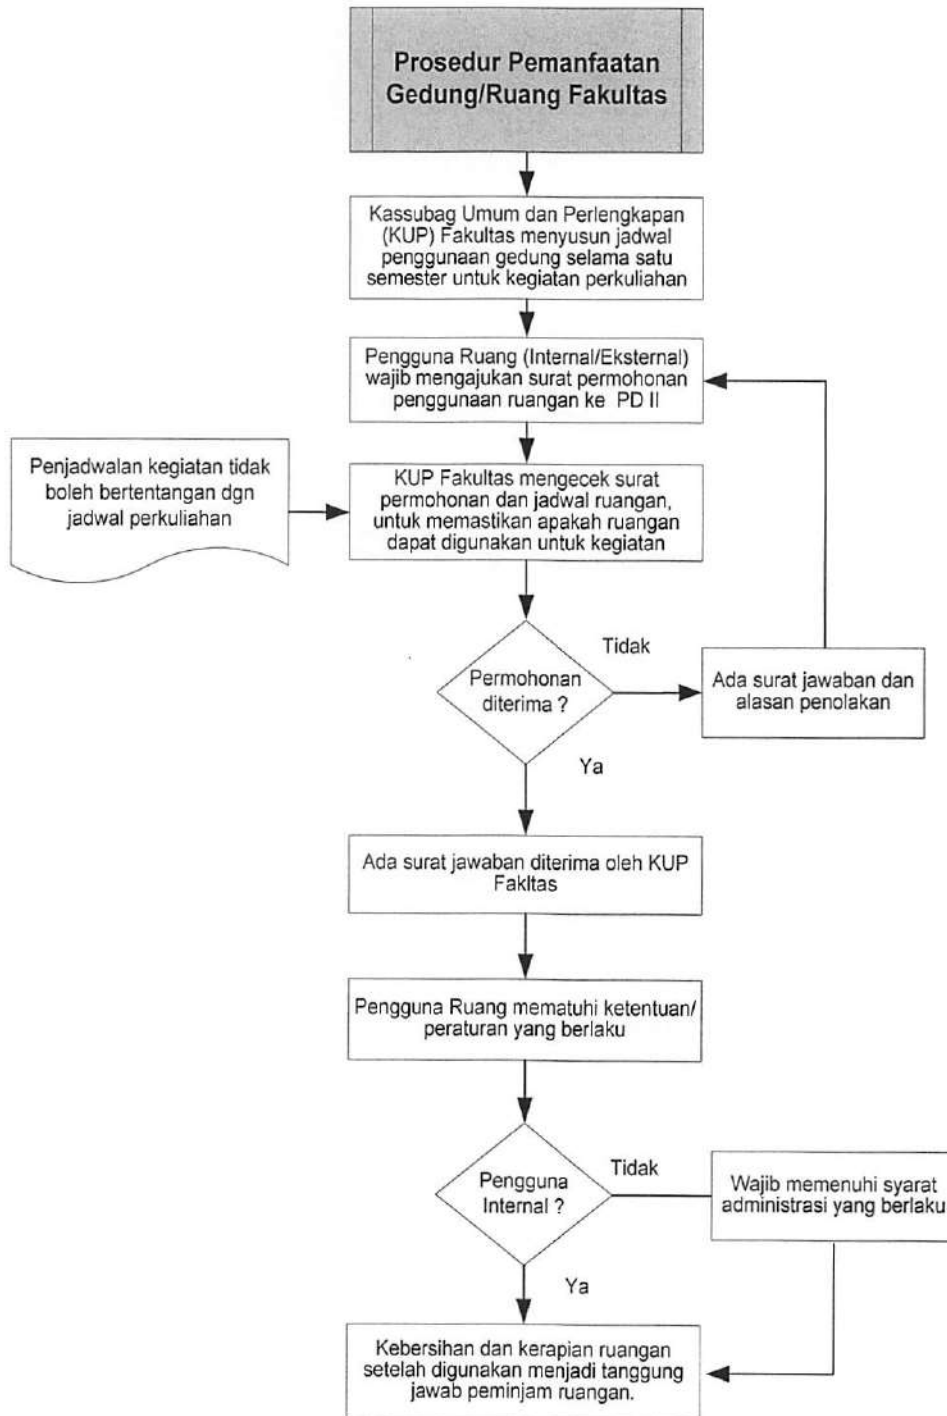 Prosedur Pemanfaatan
Gedung/Ruang Fakultas
Kassubag Umum dan Perlengkapan
(KUP) Fakultas menyusun jadwal
penggunaan gedung selama satu
semester untuk kegiatan perkuliahan
Pengguna Ruang (Internal/Eksternal)
wajib mengajukan surat permohonan
penggunaan ruangan ke PD II
Penjadwalan kegiatan tidak
boleh bertentangan dgn
jadwal perkuliahan
KUP Fakultas mengecek surat
permohonan dan jadwal ruangan,
untuk memastikan apakah ruangan
dapat digunakan untuk kegiatan
Permohonan
diterima ?
Tidak
Ada surat jawaban dan
alasan penolakan
Ya
Ada surat jawaban diterima oleh KUP
Fakltas
Pengguna Ruang mematuhi ketentuan/
peraturan yang berlaku
Pengguna
Internal ?
Tidak
Wajib memenuhi syarat
administrasi yang berlaku
Ya
Kebersihan dan kerapian ruangan
setelah digunakan menjadi tanggung
jawab peminjam ruangan.